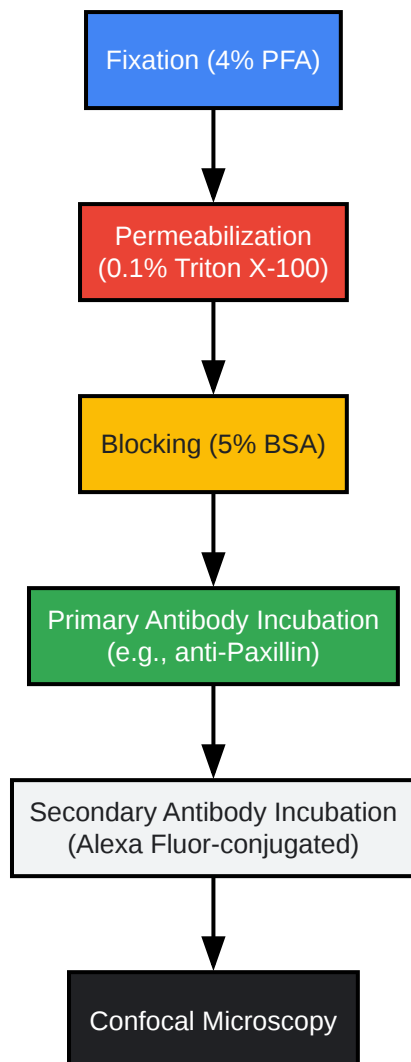 Fixation (4% PFA)
Permeabilization
(0.1% Triton X-100)
Blocking (5% BSA)
Primary Antibody Incubation
(e.g., anti-Paxillin)
Secondary Antibody Incubation
(Alexa Fluor-conjugated)
Confocal Microscopy